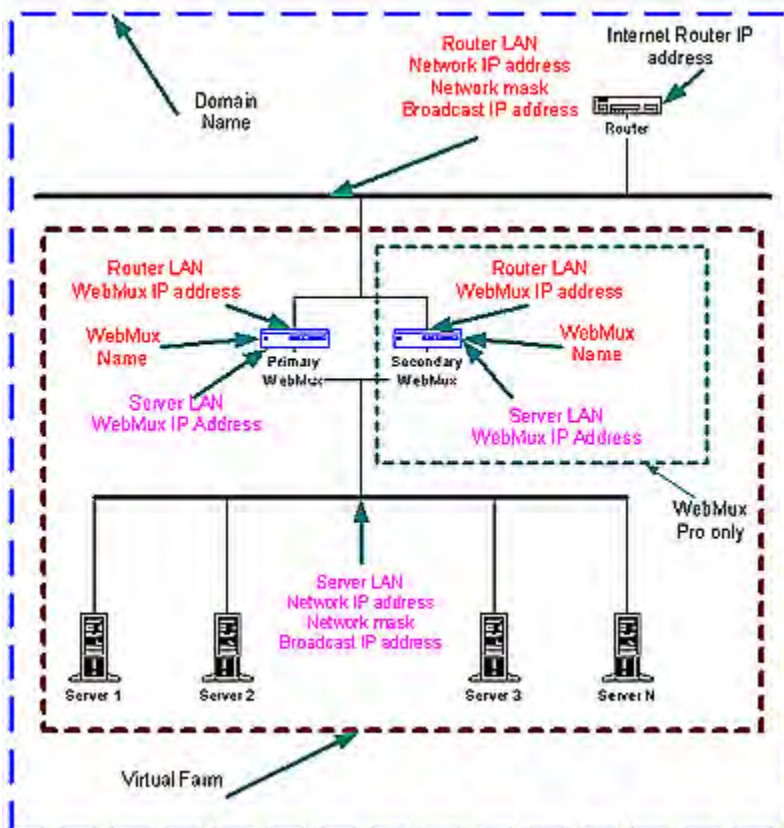 Router LAN
Network IP address
Network mask
Broadcast IP address
Internet Router IP
address
Domain
Name
Router
Router LAN
WebMux IP address
Router LAN
WebMux IP address
WebMux
Name
WebMux
Name
Primary
WebMux
Secondary
WebMux
Server LAN
WebMux IP Address
Server LAN
WebMux IP Address
WebMux
Pro only
Server LAN
Network IP address
Network mask
Broadcast IP address
Server 1
Server 2
Server 3
Server N
Virtual Farm